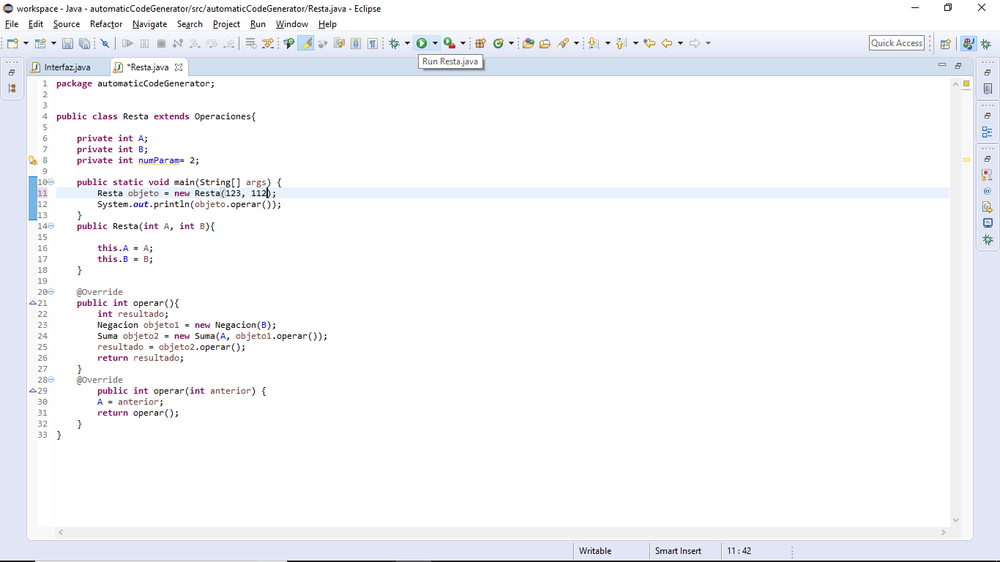 workspace - Java - automaticCodeGenerator/src/automaticCodeGenerator/Resta.java - Eclipse
File Edit Source Refactor Navigate Search Project Run Window Help
Quick Access
Run Resta.java
Interfaz.java *Resta.java
1 package automaticCodeGenerator;
2
3
4 public class Resta extends Operaciones{
5
6 private int A;
7 private int B;
8 private int numParam= 2;
9
10 public static void main(String[] args) {
11 Resta objeto = new Resta(123, 112);
12 System.out.println(objeto.operar());
13 }
14 public Resta(int A, int B){
15
16 this.A = A;
17 this.B = B;
18 }
19
20 @Override
21 public int operar(){
22 int resultado;
23 Negacion objeto1 = new Negacion(B);
24 Suma objeto2 = new Suma(A, objeto1.operar());
25 resultado = objeto2.operar();
26 return resultado;
27 }
28 @Override
29 public int operar(int anterior) {
30 A = anterior;
31 return operar();
32 }
33 }
Writable Smart Insert 11 : 42